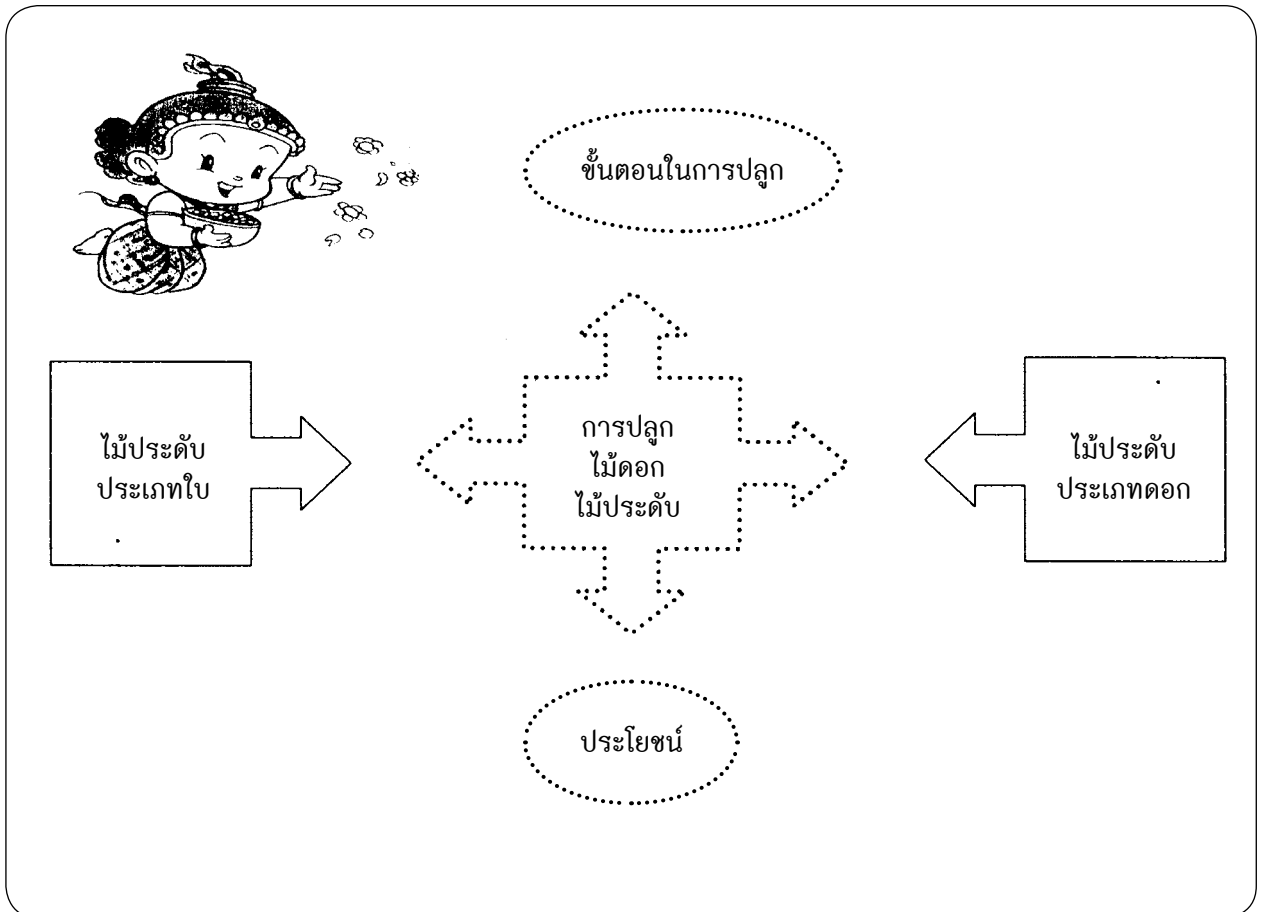 ขั้นตอนในการปลูก
ไม้ประดับ
ประเภทใบ
การปลูก
ไม้ดอก
ไม้ประดับ
ไม้ประดับ
ประเภทดอก
ประโยชน์